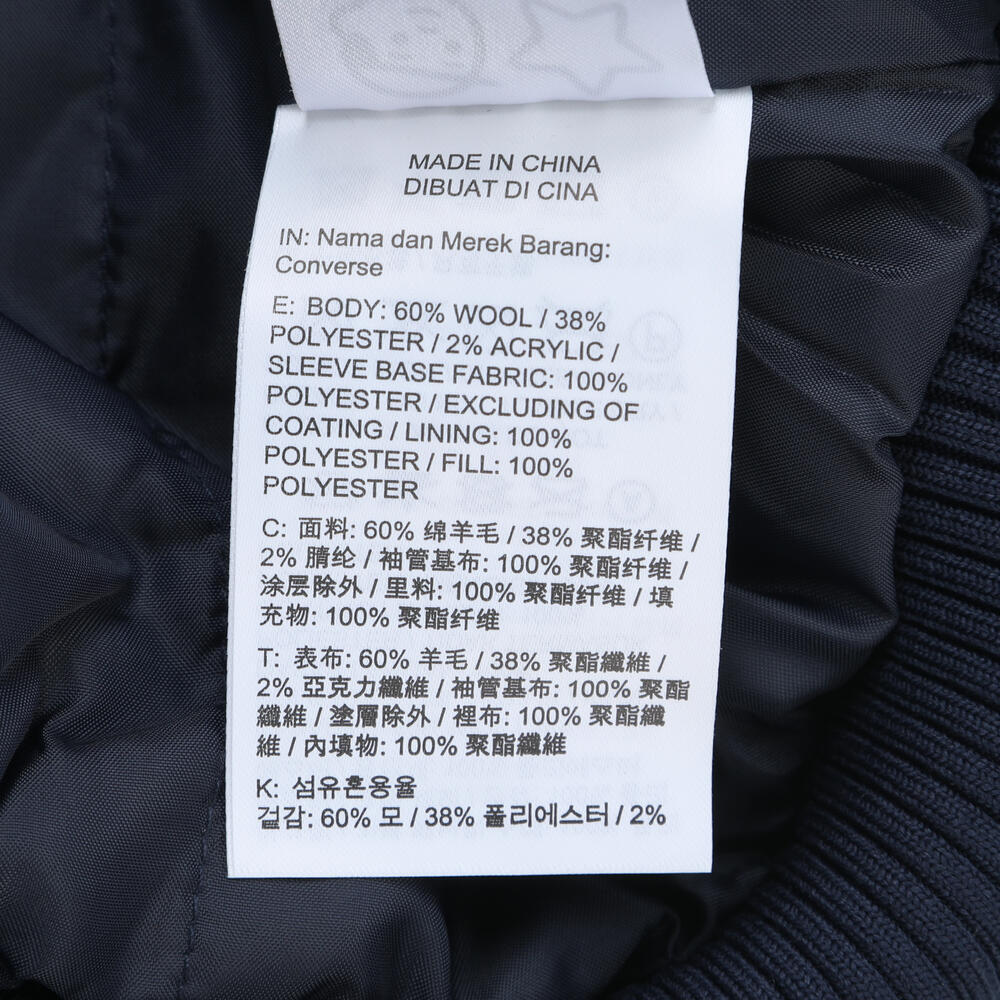 MADE IN CHINA
DIBUAT DI CINA
IN: Nama dan Merek Barang:
Converse
E: BODY: 60% WOOL / 38%
POLYESTER / 2% ACRYLIC /
SLEEVE BASE FABRIC: 100%
POLYESTER / EXCLUDING OF
COATING / LINING: 100%
POLYESTER / FILL: 100%
POLYESTER
C: 面料: 60% 绵羊毛 / 38% 聚酯纤维 /
2% 腈纶 / 袖管基布: 100% 聚酯纤维 /
涂层除外 / 里料: 100% 聚酯纤维 / 填
充物: 100% 聚酯纤维
T: 表布: 60% 羊毛 / 38% 聚酯纖維 /
2% 亞克力纖維 / 袖管基布: 100% 聚酯
纖維 / 塗層除外 / 裡布: 100% 聚酯纖
維 / 內填物: 100% 聚酯纖維
K: 섬유혼용율
겉감: 60% 모 / 38% 폴리에스터 / 2%